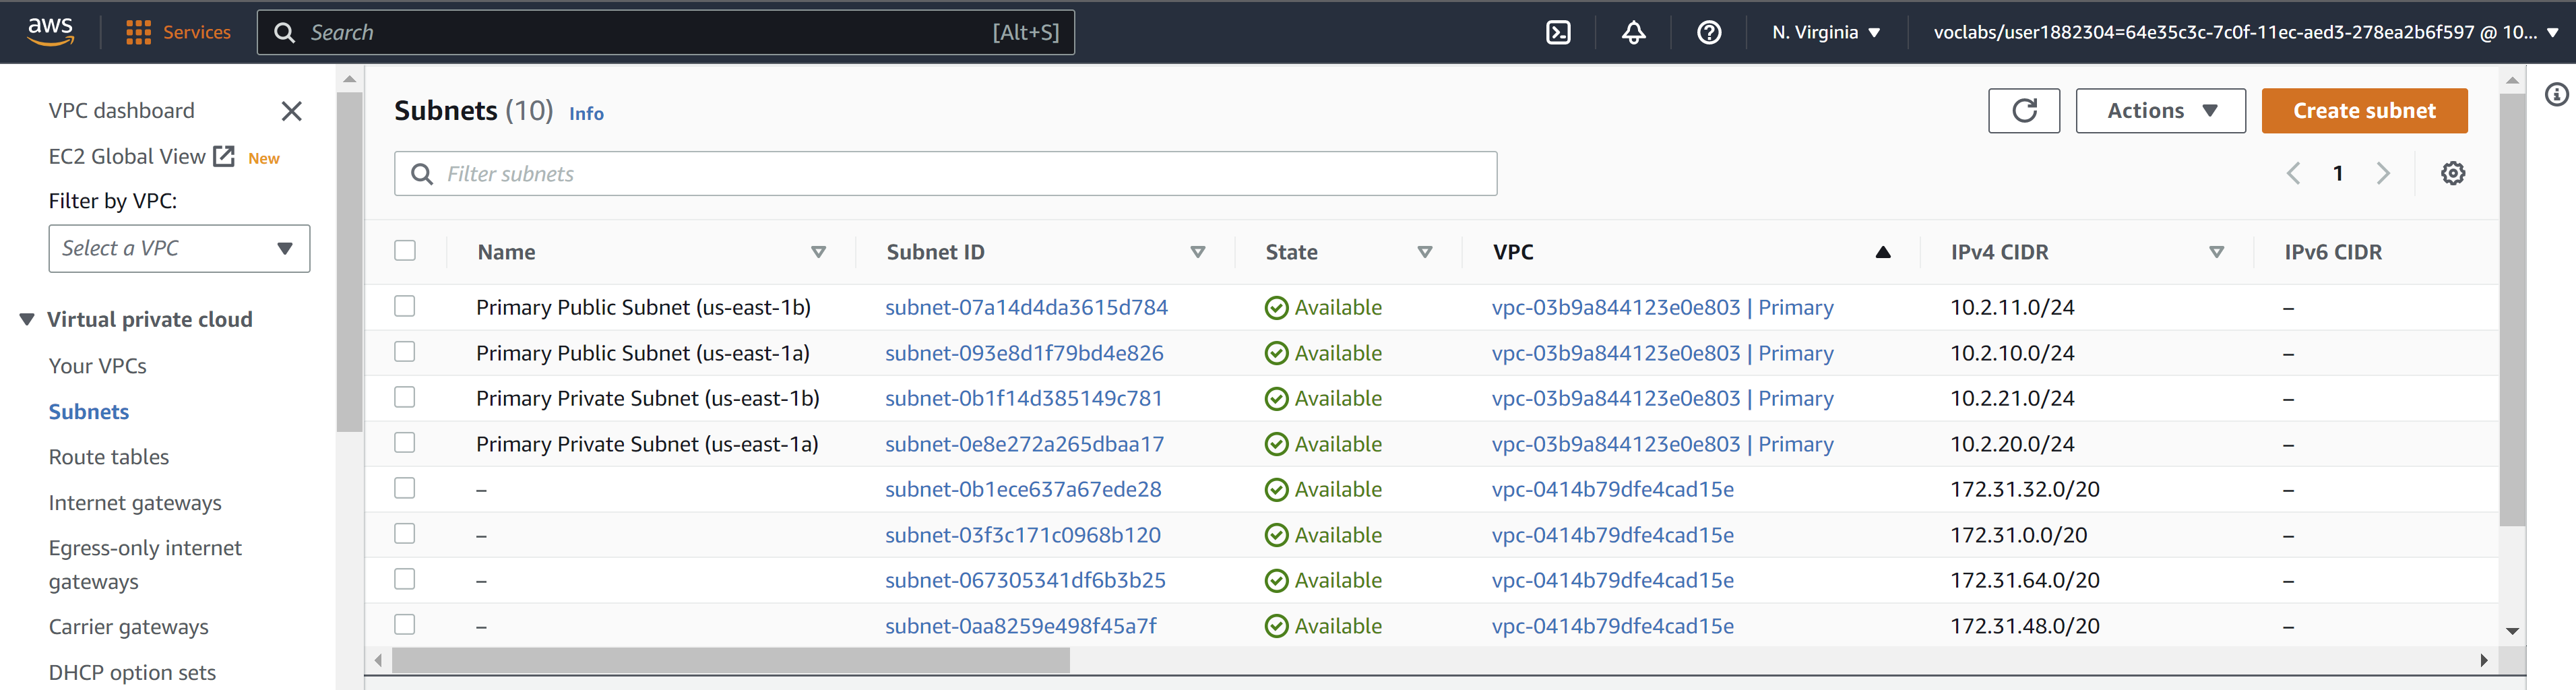 aws Services Search [Alt+S] N. Virginia voclabs/user1882304=64e35c3c-7c0f-11ec-aed3-278ea2b6f597 @ 10...
VPC dashboard
EC2 Global View New
Filter by VPC:
Select a VPC
Virtual private cloud
Your VPCs
Subnets
Route tables
Internet gateways
Egress-only internet
gateways
Carrier gateways
DHCP option sets
Subnets (10) Info
Actions Create subnet
Filter subnets
1
Name Subnet ID State VPC IPv4 CIDR IPv6 CIDR
Primary Public Subnet (us-east-1b) subnet-07a14d4da3615d784 Available vpc-03b9a844123e0e803 | Primary 10.2.11.0/24 –
Primary Public Subnet (us-east-1a) subnet-093e8d1f79bd4e826 Available vpc-03b9a844123e0e803 | Primary 10.2.10.0/24 –
Primary Private Subnet (us-east-1b) subnet-0b1f14d385149c781 Available vpc-03b9a844123e0e803 | Primary 10.2.21.0/24 –
Primary Private Subnet (us-east-1a) subnet-0e8e272a265dbaa17 Available vpc-03b9a844123e0e803 | Primary 10.2.20.0/24 –
– subnet-0b1ece637a67ede28 Available vpc-0414b79dfe4cad15e 172.31.32.0/20 –
– subnet-03f3c171c0968b120 Available vpc-0414b79dfe4cad15e 172.31.0.0/20 –
– subnet-067305341df6b3b25 Available vpc-0414b79dfe4cad15e 172.31.64.0/20 –
– subnet-0aa8259e498f45a7f Available vpc-0414b79dfe4cad15e 172.31.48.0/20 –